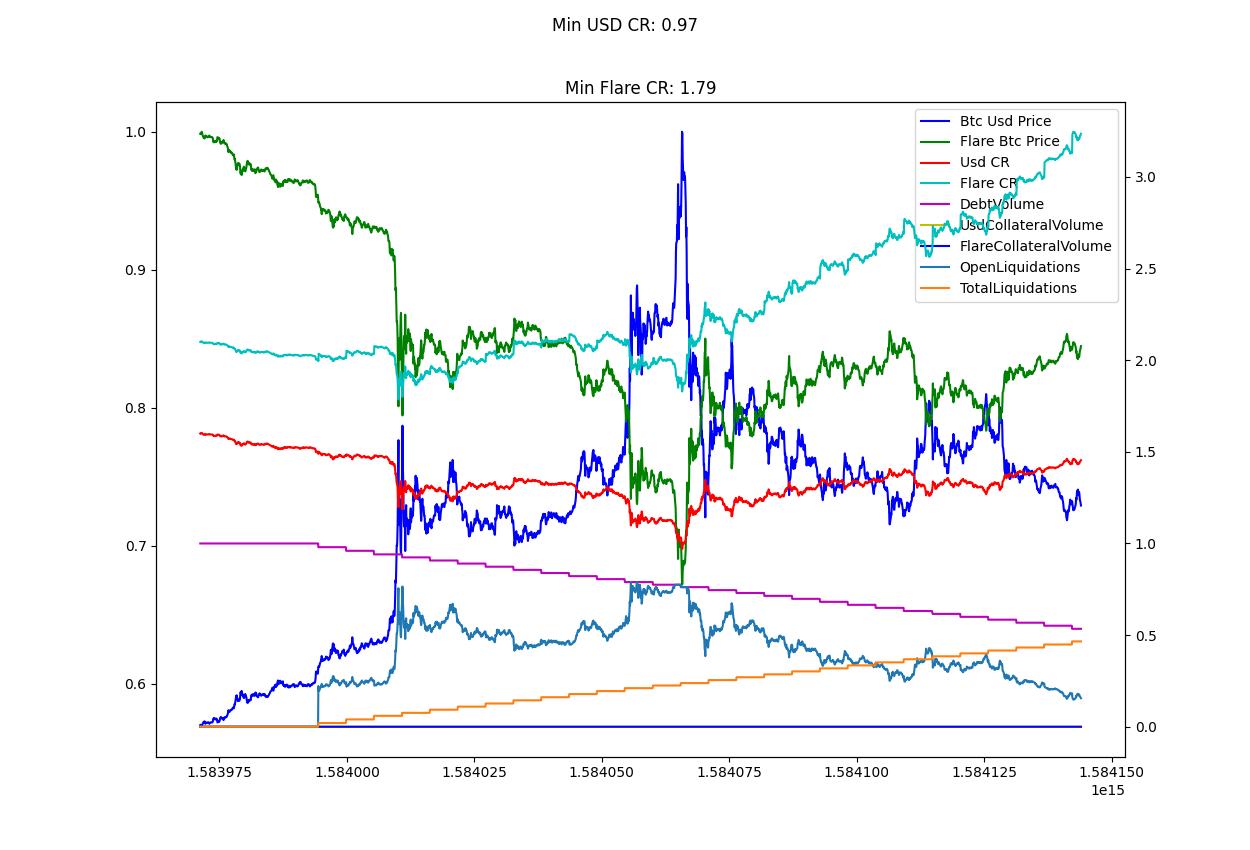 Min USD CR: 0.97
Min Flare CR: 1.79
Btc Usd Price
Flare Btc Price
Usd CR
Flare CR
DebtVolume
UsdCollateralVolume
FlareCollateralVolume
OpenLiquidations
TotalLiquidations
1.0
0.9
0.8
0.7
0.6
3.0
2.5
2.0
1.5
1.0
0.5
0.0
1.583975 1.584000 1.584025 1.584050 1.584075 1.584100 1.584125 1.584150
1e15